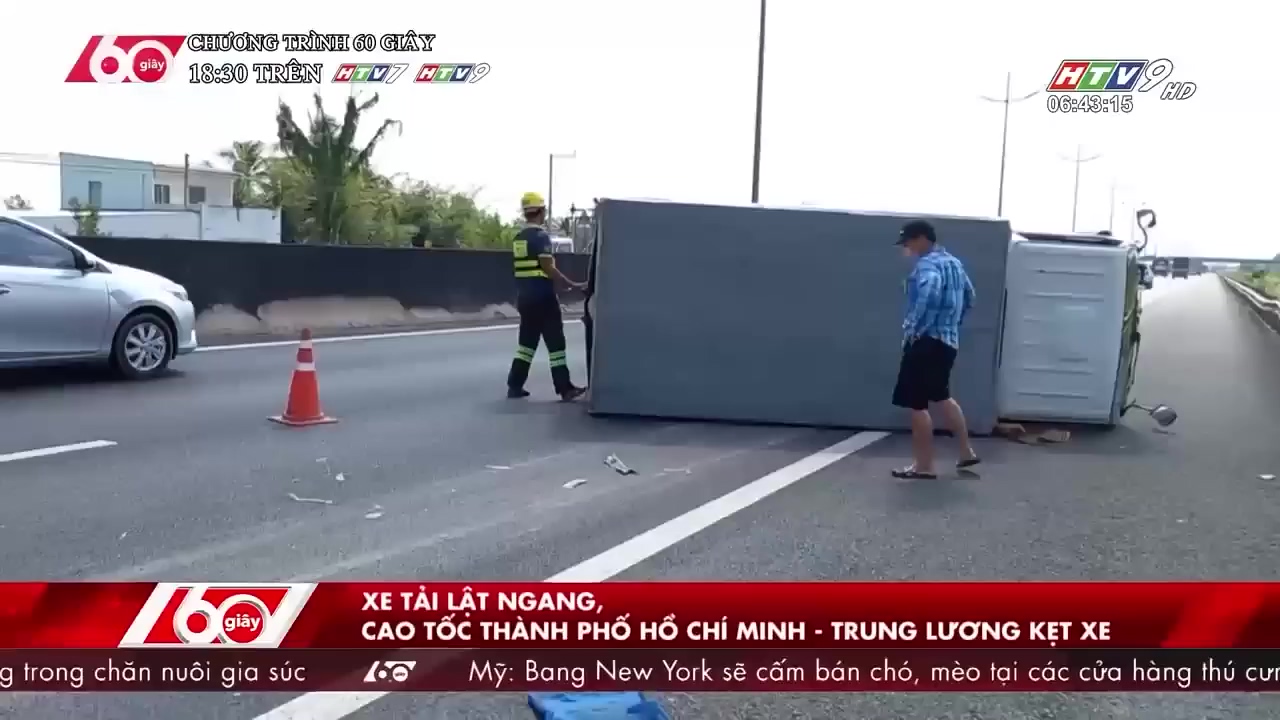 60 giây
CHƯƠNG TRÌNH 60 GIÂY
18:30 TRÊN HTV7 HTV9
HTV9 HD
06:43:15
60 giây
XE TẢI LẬT NGANG,
CAO TỐC THÀNH PHỐ HỒ CHÍ MINH - TRUNG LƯƠNG KẸT XE
g trong chăn nuôi gia súc 60 giây Mỹ: Bang New York sẽ cấm bán chó, mèo tại các cửa hàng thú cưn